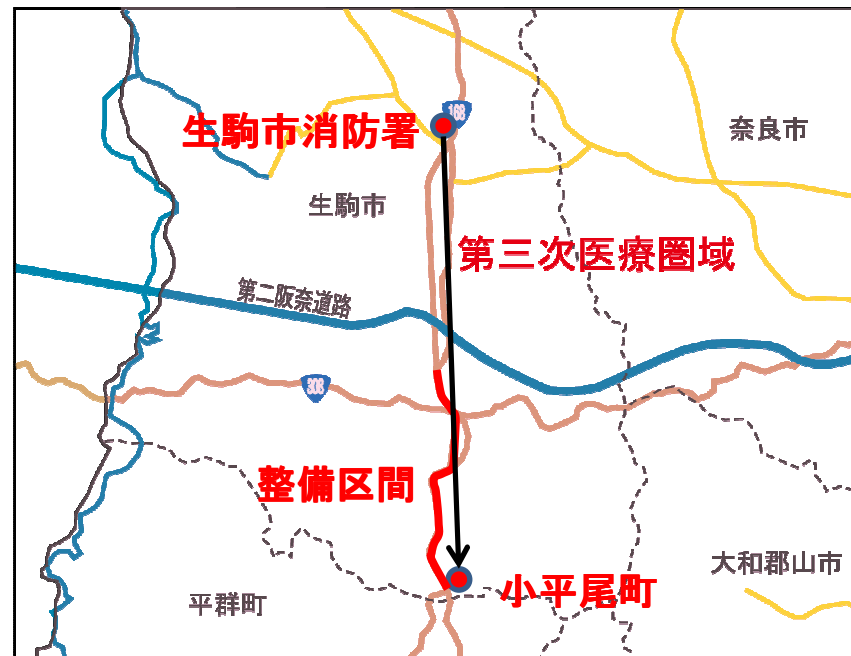 168
生駒市消防署
奈良市
生駒市
第三次医療圏域
第二阪奈道路
308
整備区間
大和郡山市
小平尾町
平群町